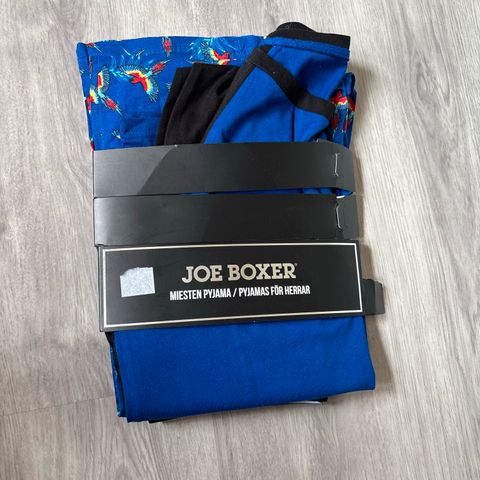 JOE BOXER®
MIESTEN PYJAMA / PYJAMAS FÖR HERRAR